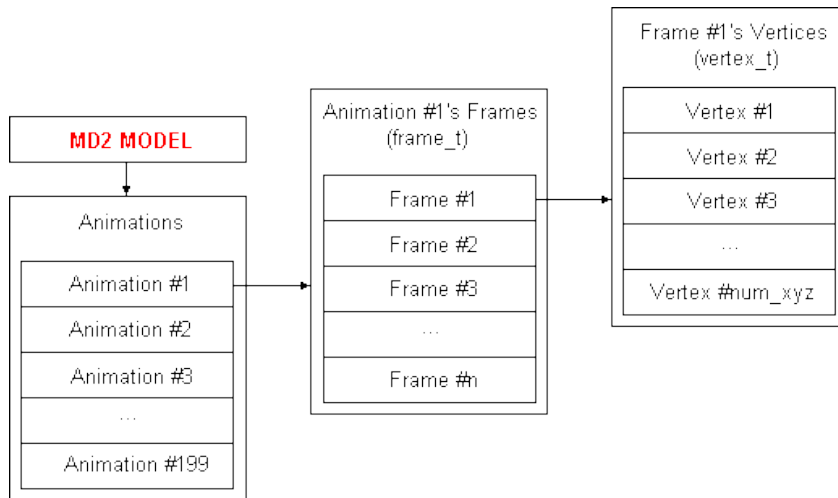 MD2 MODEL
Animations
Animation #1
Animation #2
Animation #3
...
Animation #199
Animation #1's Frames
(frame_t)
Frame #1
Frame #2
Frame #3
...
Frame #n
Frame #1's Vertices
(vertex_t)
Vertex #1
Vertex #2
Vertex #3
...
Vertex #num_xyz